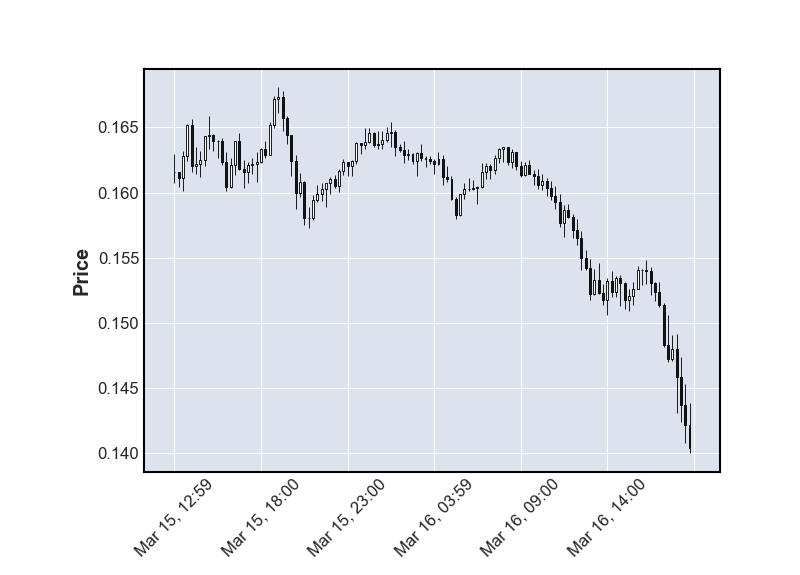 0.165
0.160
0.155
0.150
0.145
0.140
Price
Mar 15, 12:59
Mar 15, 18:00
Mar 15, 23:00
Mar 16, 03:59
Mar 16, 09:00
Mar 16, 14:00